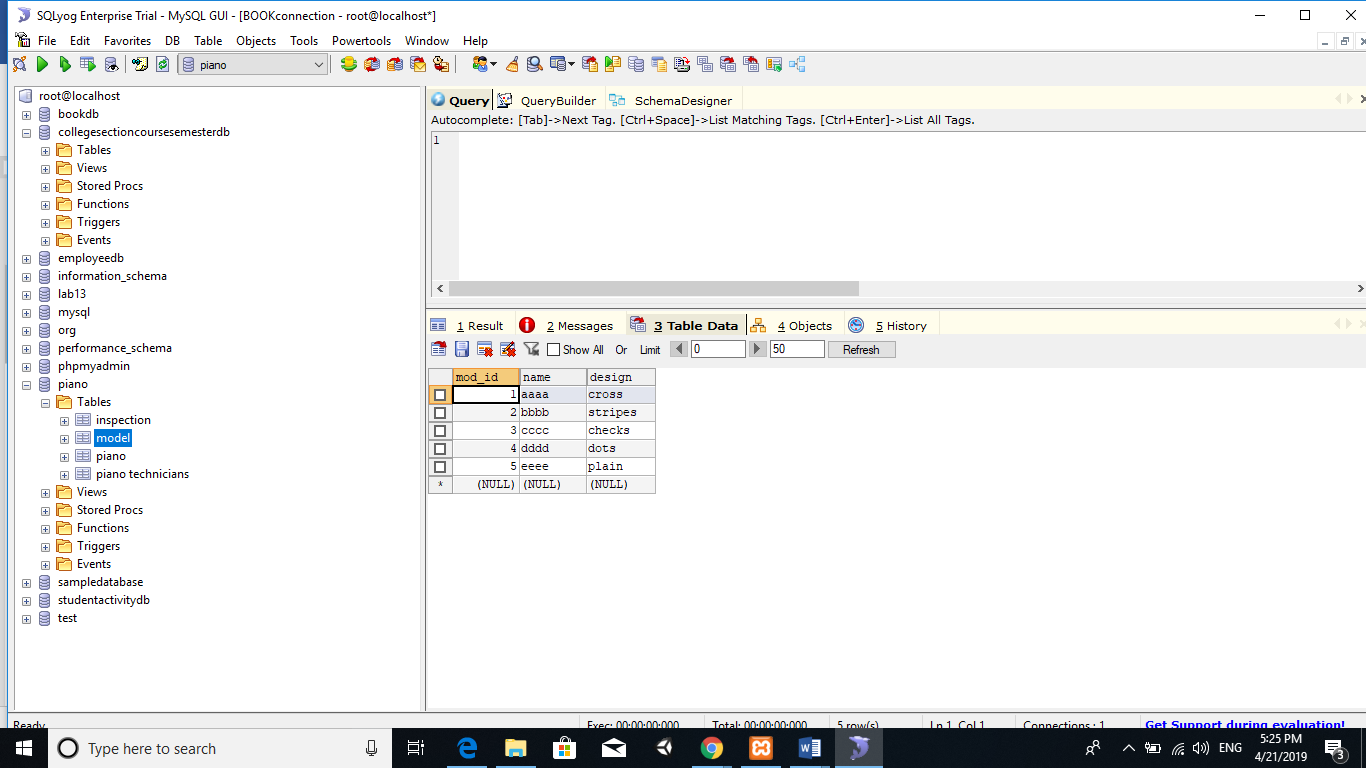 SQLyog Enterprise Trial - MySQL GUI - [BOOKconnection - root@localhost*]
File Edit Favorites DB Table Objects Tools Powertools Window Help
piano
root@localhost
bookdb
collegesectioncoursesemesterdb
Tables
Views
Stored Procs
Functions
Triggers
Events
employeedb
information_schema
lab13
mysql
org
performance_schema
phpmyadmin
piano
Tables
inspection
model
piano
piano technicians
Views
Stored Procs
Functions
Triggers
Events
sampledatabase
studentactivitydb
test
Query QueryBuilder SchemaDesigner
Autocomplete: [Tab]->Next Tag. [Ctrl+Space]->List Matching Tags. [Ctrl+Enter]->List All Tags.
1
1 Result 2 Messages 3 Table Data 4 Objects 5 History
Show All Or Limit 0 50 Refresh
mod_id name design
1 aaaa cross
2 bbbb stripes
3 cccc checks
4 dddd dots
5 eeee plain
* (NULL) (NULL) (NULL)
Ready Exec: 00:00:00:000 Total: 00:00:00:000 5 row(s) Ln 1, Col 1 Connections : 1 Get Support during evaluation!
Type here to search
ENG
5:25 PM
4/21/2019
3